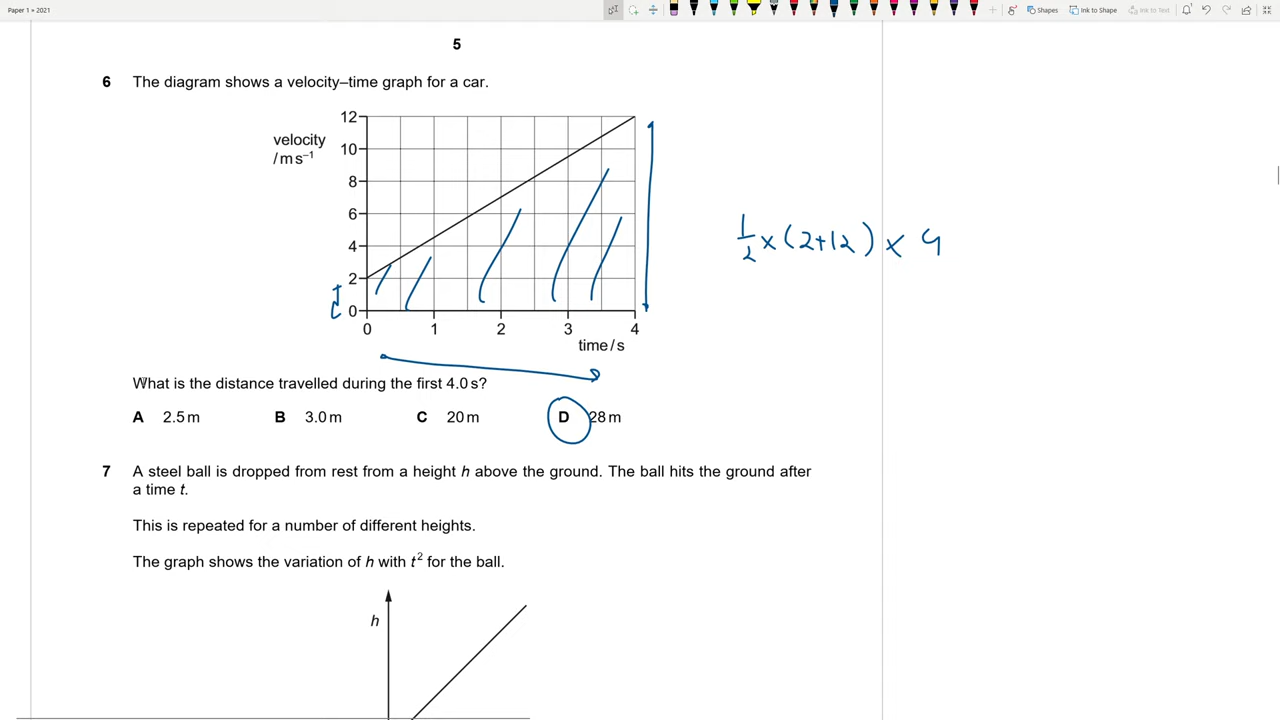 Paper 1 » 2021
Shapes
Ink to Shape
Ink to Text
5
6 The diagram shows a velocity–time graph for a car.
velocity
/ m s⁻¹
12
10
8
6
4
2
0
0 1 2 3 4
time / s
1/2 × (2+12) × 4
What is the distance travelled during the first 4.0 s?
A 2.5 m B 3.0 m C 20 m D 28 m
7 A steel ball is dropped from rest from a height h above the ground. The ball hits the ground after
a time t.
This is repeated for a number of different heights.
The graph shows the variation of h with t² for the ball.
h